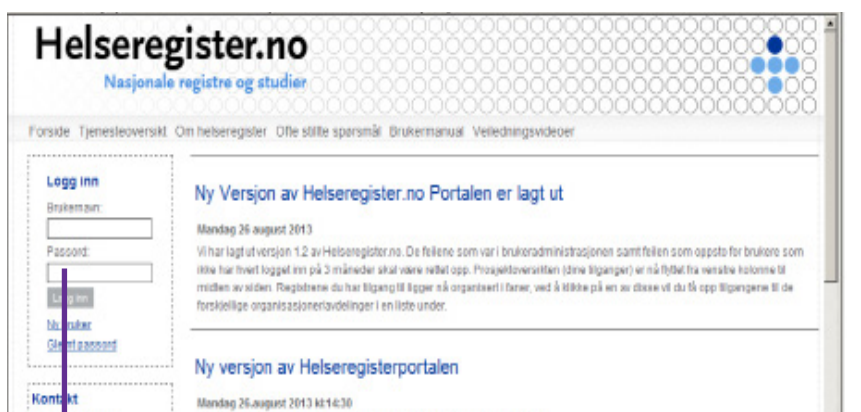 Helseregister.no
Nasjonale registre og studier
Forside Tjenesteoversikt Om helseregister Ofte stilte spørsmål Brukermanual Veiledningsvideoer
Logg inn
Brukernavn:
Passord:
Logg inn
Ny bruker
Glemt passord
Kontakt
Ny Versjon av Helseregister.no Portalen er lagt ut
Mandag 26 august 2013
Vi har lagt ut versjon 1.2 av Helseregister.no. De feilene som var i brukeradministrasjonen samt feilen som oppsto for brukere som
ikke har hvert logget inn på 3 måneder skal være rettet opp. Prosjektoversikten (dine tilganger) er nå flyttet fra venstre kolonne til
midten av siden. Registrene du har tilgang til ligger nå organisert i faner, ved å klikke på en av disse vil du få opp tilgangene til de
forskjellige organisasjoner/avdelinger i en liste under.
Ny versjon av Helseregisterportalen
Mandag 26.august 2013 kl:14:30